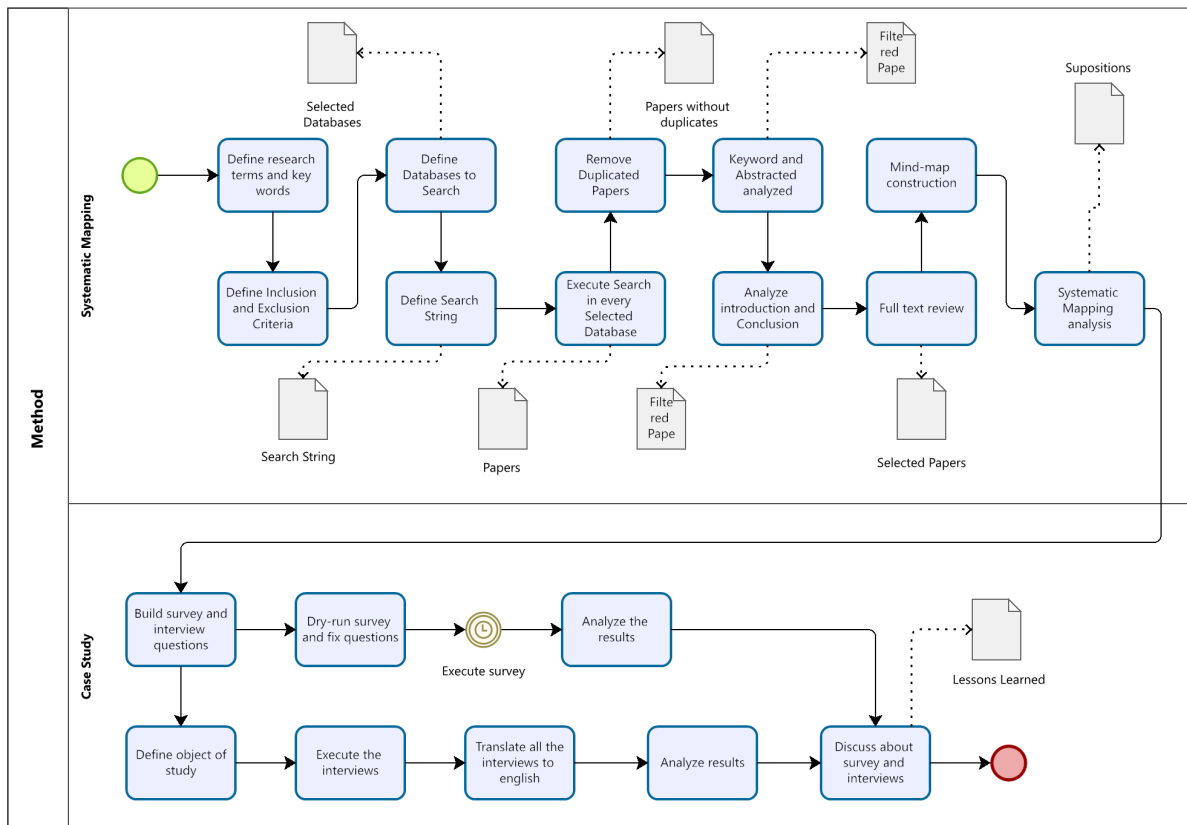 Method
Systematic Mapping
Selected
Databases
Papers without
duplicates
Filte
red
Pape
Supositions
Define research
terms and key
words
Define
Databases to
Search
Remove
Duplicated
Papers
Keyword and
Abstracted
analyzed
Mind-map
construction
Define Inclusion
and Exclusion
Criteria
Define Search
String
Execute Search
in every
Selected
Database
Analyze
introduction and
Conclusion
Full text review
Systematic
Mapping
analysis
Search String
Papers
Filte
red
Pape
Selected Papers
Case Study
Build survey and
interview
questions
Dry-run survey
and fix questions
Execute survey
Analyze the
results
Lessons Learned
Define object of
study
Execute the
interviews
Translate all the
interviews to
english
Analyze results
Discuss about
survey and
interviews